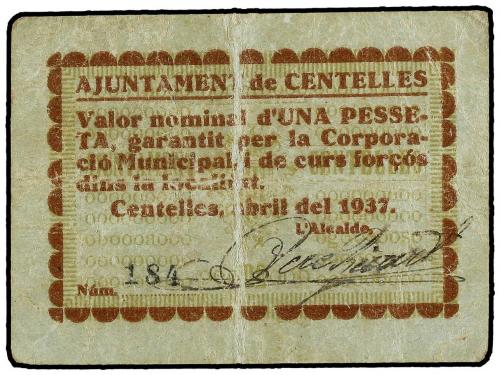 AJUNTAMENT de CENTELLES
Valor nominal d'UNA PESSE-
TA, garantit per la Corpora-
ció Municipal i de curs forçós
dins la localitat.
Centelles, abril del 1937.
L'Alcalde,
Núm. 184